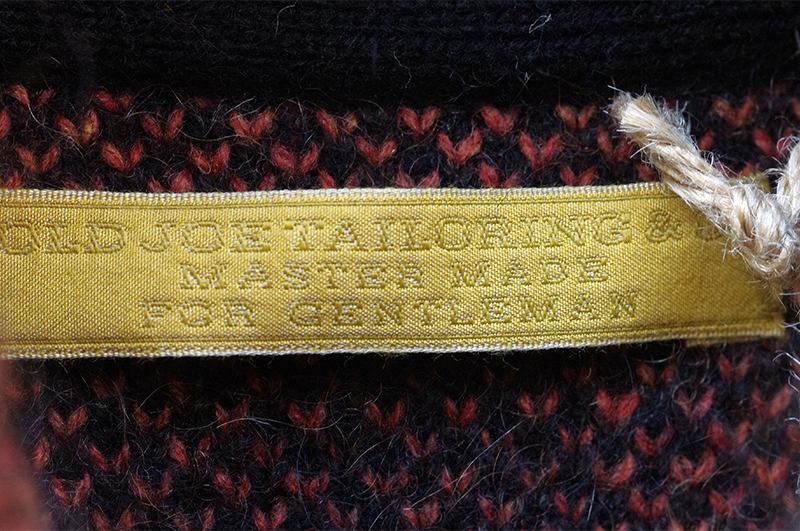 OLD JOE TAILORING &
MASTER MADE
FOR GENTLEMAN